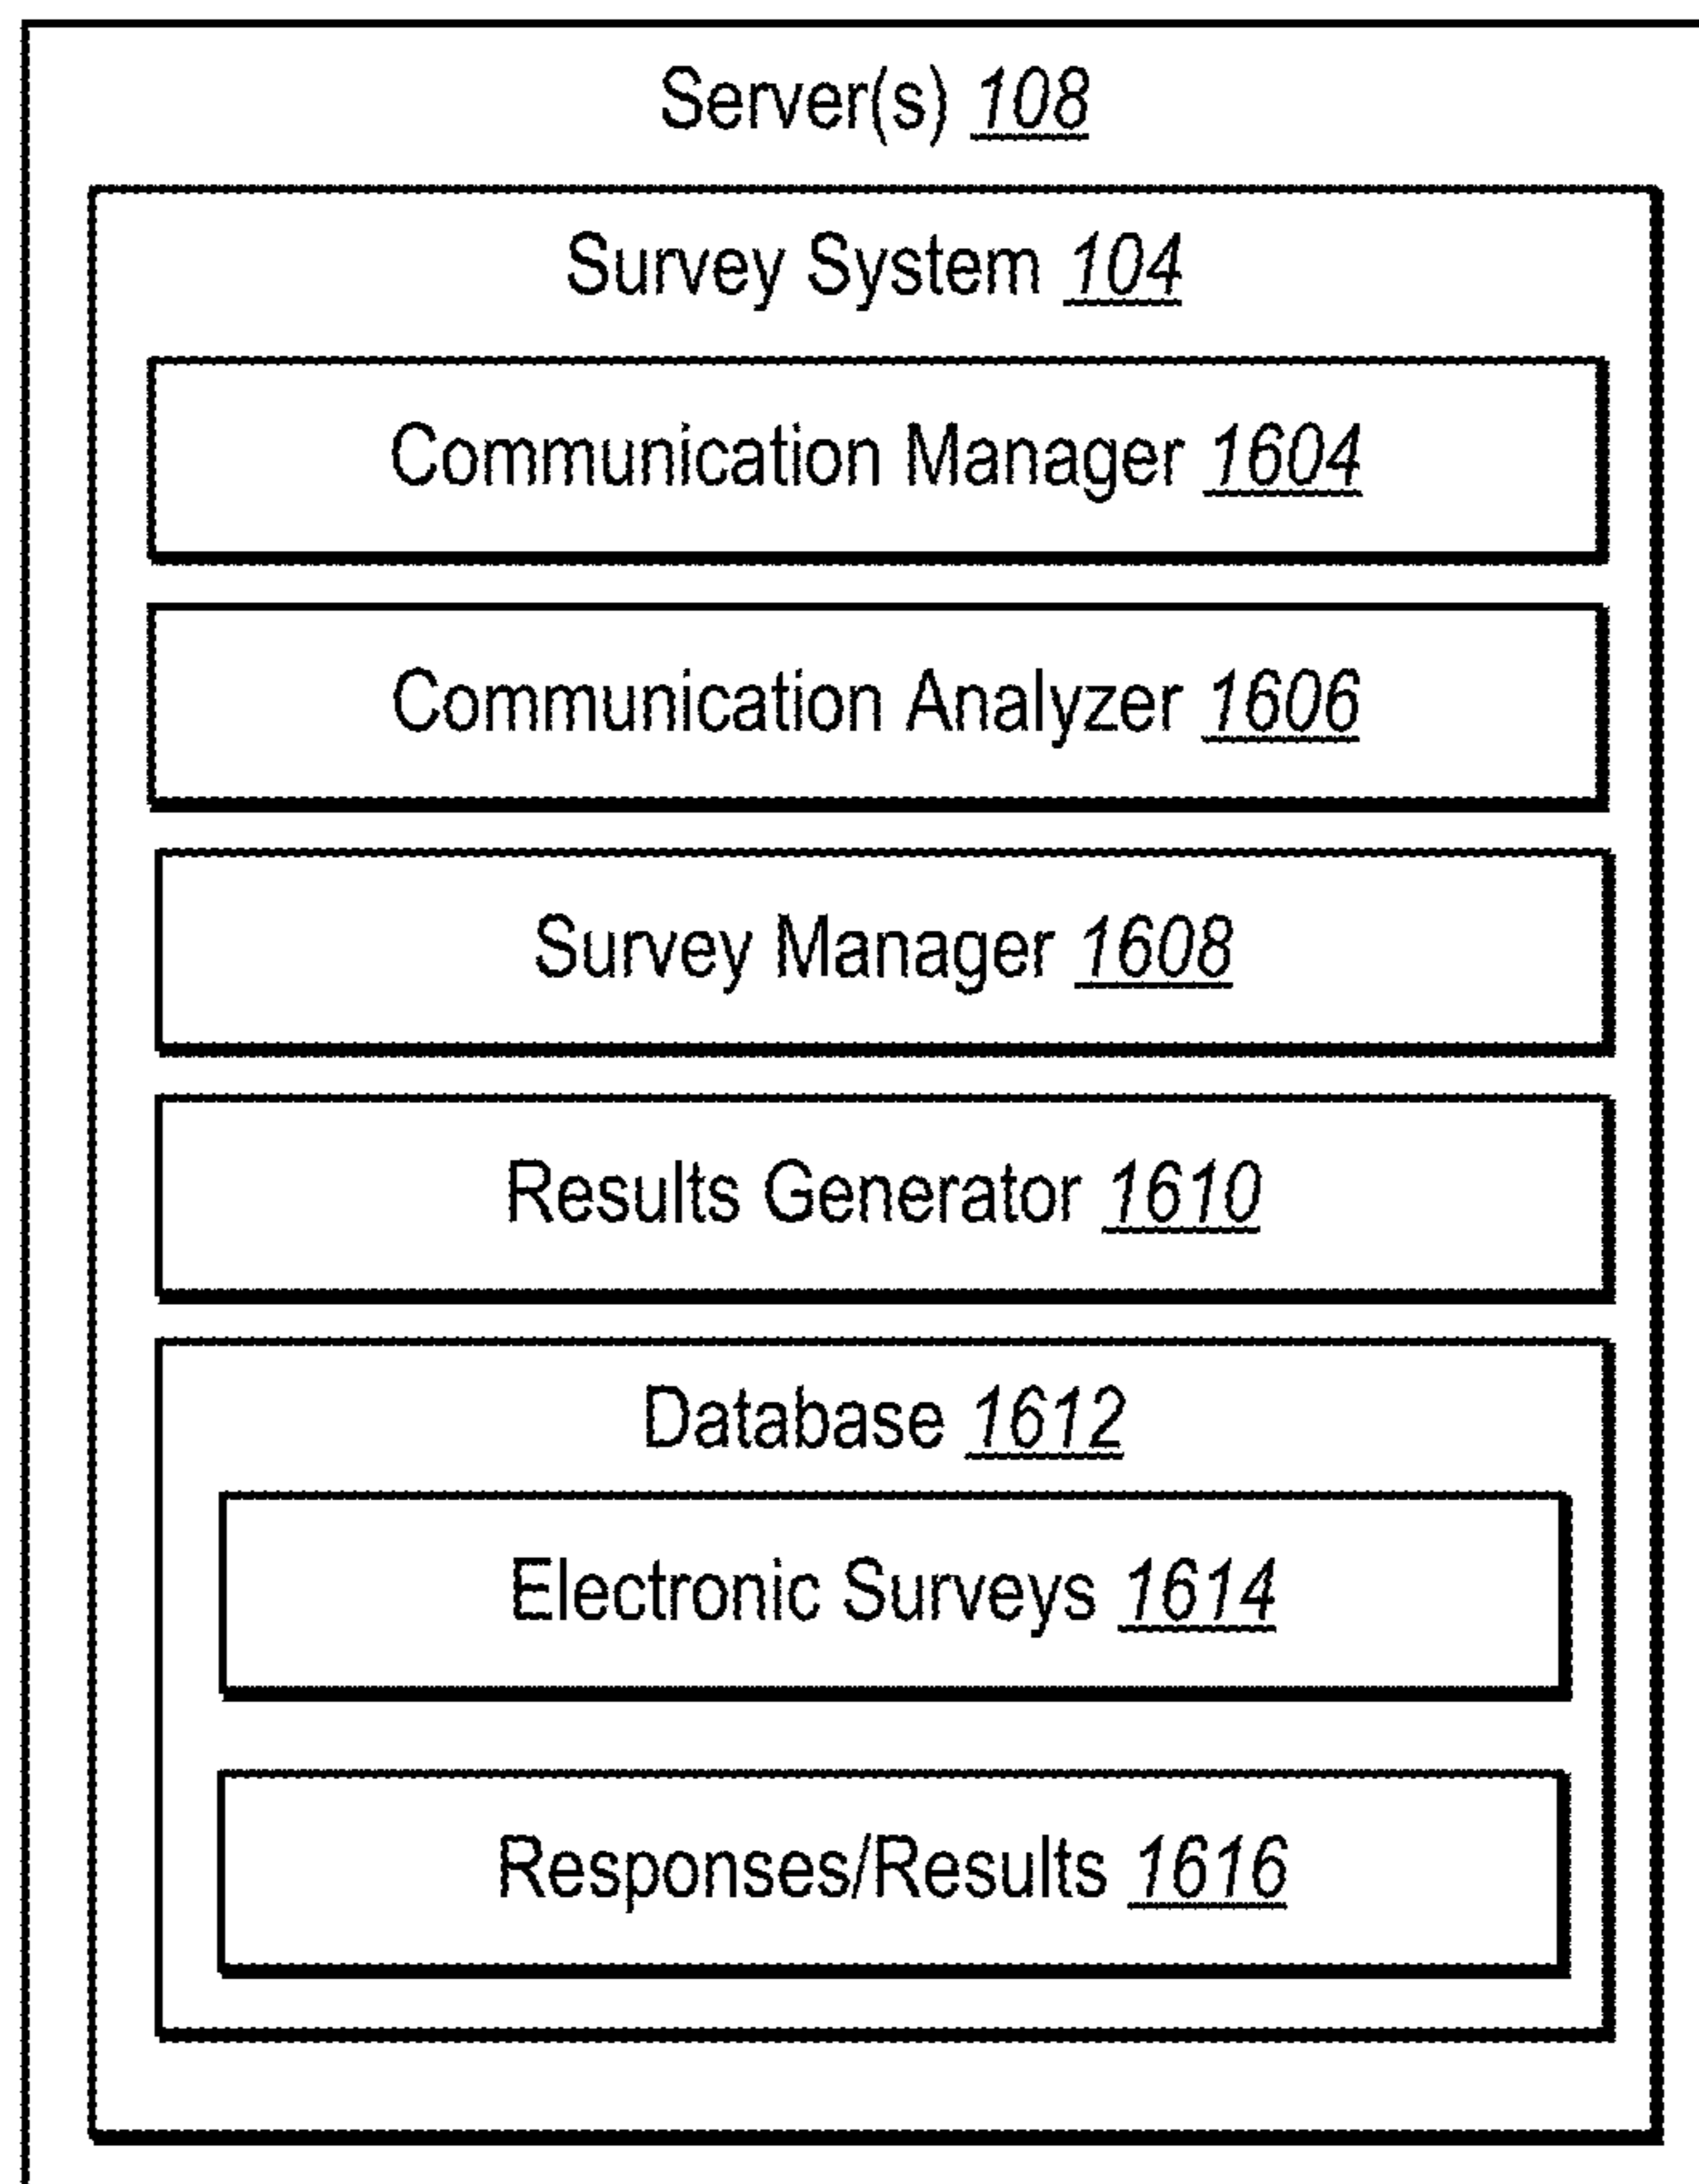 Server(s) 108
Survey System 104
Communication Manager 1604
Communication Analyzer 1606
Survey Manager 1608
Results Generator 1610
Database 1612
Electronic Surveys 1614
Responses/Results 1616